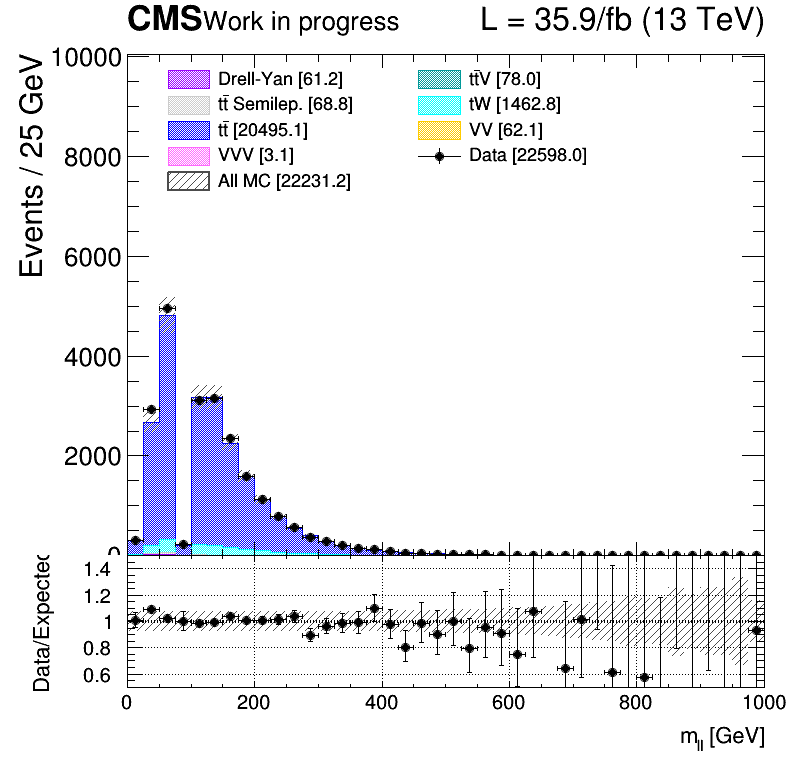 CMS Work in progress L = 35.9/fb (13 TeV)
Events / 25 GeV
10000
8000
6000
4000
2000
0
Drell-Yan [61.2]
tt̄ Semilep. [68.8]
tt̄ [20495.1]
VVV [3.1]
All MC [22231.2]
tt̄V [78.0]
tW [1462.8]
VV [62.1]
Data [22598.0]
Data/Expected
1.4
1.2
1
0.8
0.6
0 200 400 600 800 1000
m_ll [GeV]